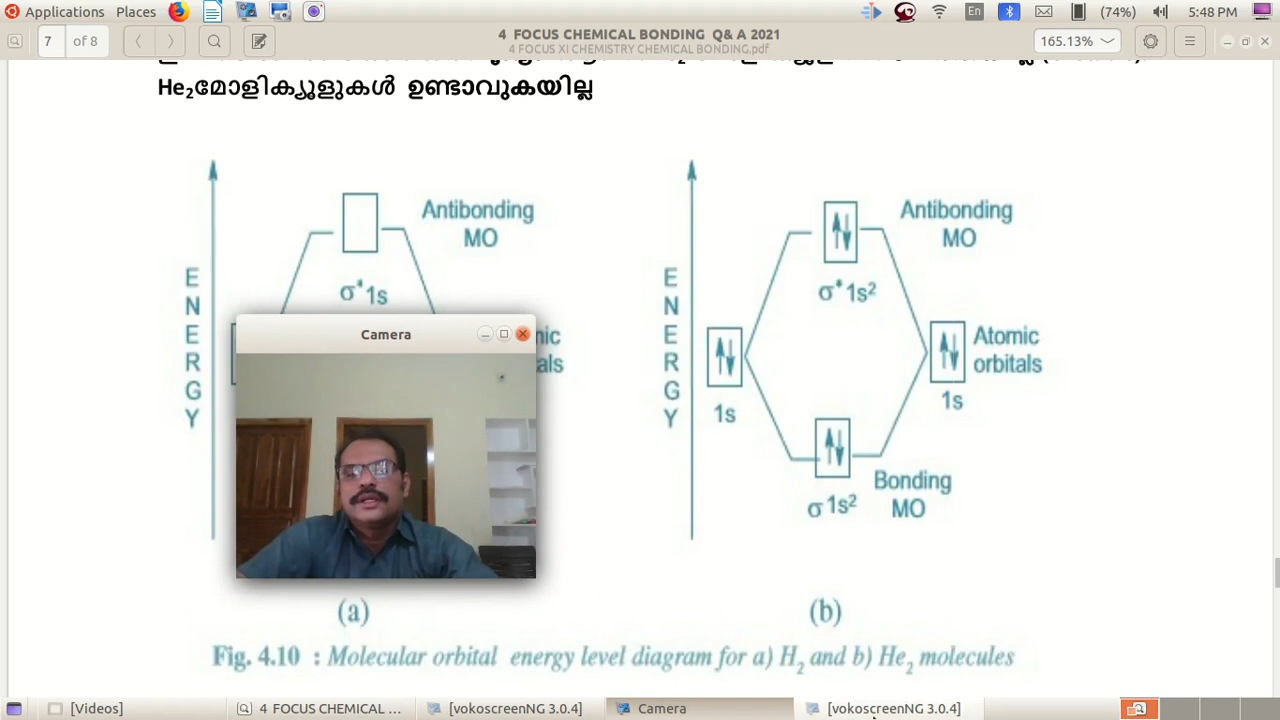 Applications Places En (74%) 5:48 PM
7 of 8
4 FOCUS CHEMICAL BONDING Q& A 2021
4 FOCUS XI CHEMISTRY CHEMICAL BONDING.pdf
165.13%
He₂മോളിക്യൂളുകൾ ഉണ്ടാവുകയില്ല
Antibonding
MO
σ*1s
ENERGY
Camera
(a)
Antibonding
MO
σ*1s²
ENERGY
1s
Atomic
orbitals
1s
Bonding
MO
σ1s²
(b)
Fig. 4.10 : Molecular orbital energy level diagram for a) H₂ and b) He₂ molecules
[Videos] 4 FOCUS CHEMICAL ... [vokoscreenNG 3.0.4] Camera [vokoscreenNG 3.0.4]